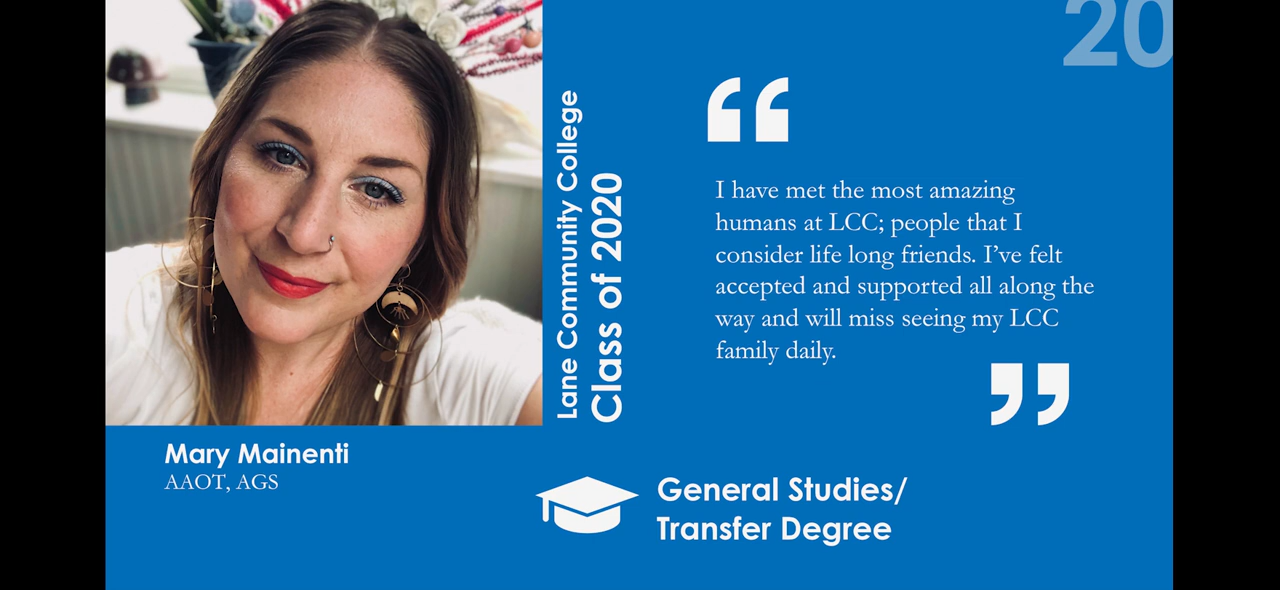 20
Lane Community College
Class of 2020
I have met the most amazing
humans at LCC; people that I
consider life long friends. I’ve felt
accepted and supported all along the
way and will miss seeing my LCC
family daily.
Mary Mainenti
AAOT, AGS
General Studies/
Transfer Degree